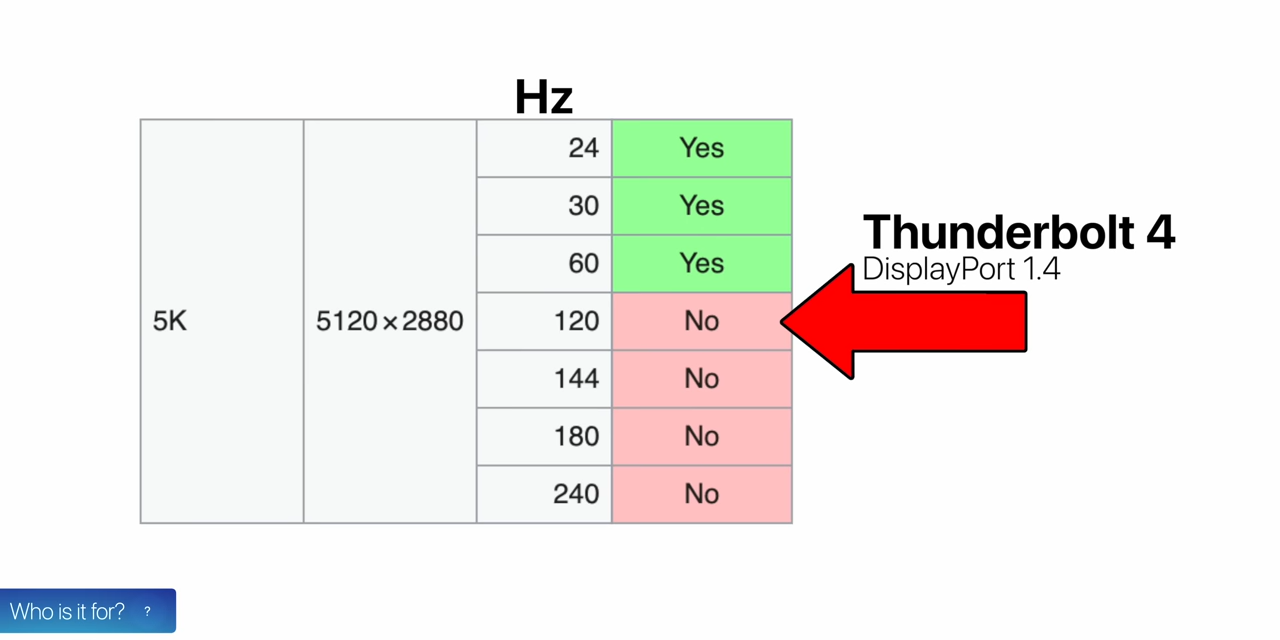 Hz
24 Yes
30 Yes
60 Yes
5K 5120×2880 120 No
144 No
180 No
240 No
Thunderbolt 4
DisplayPort 1.4
Who is it for? ?